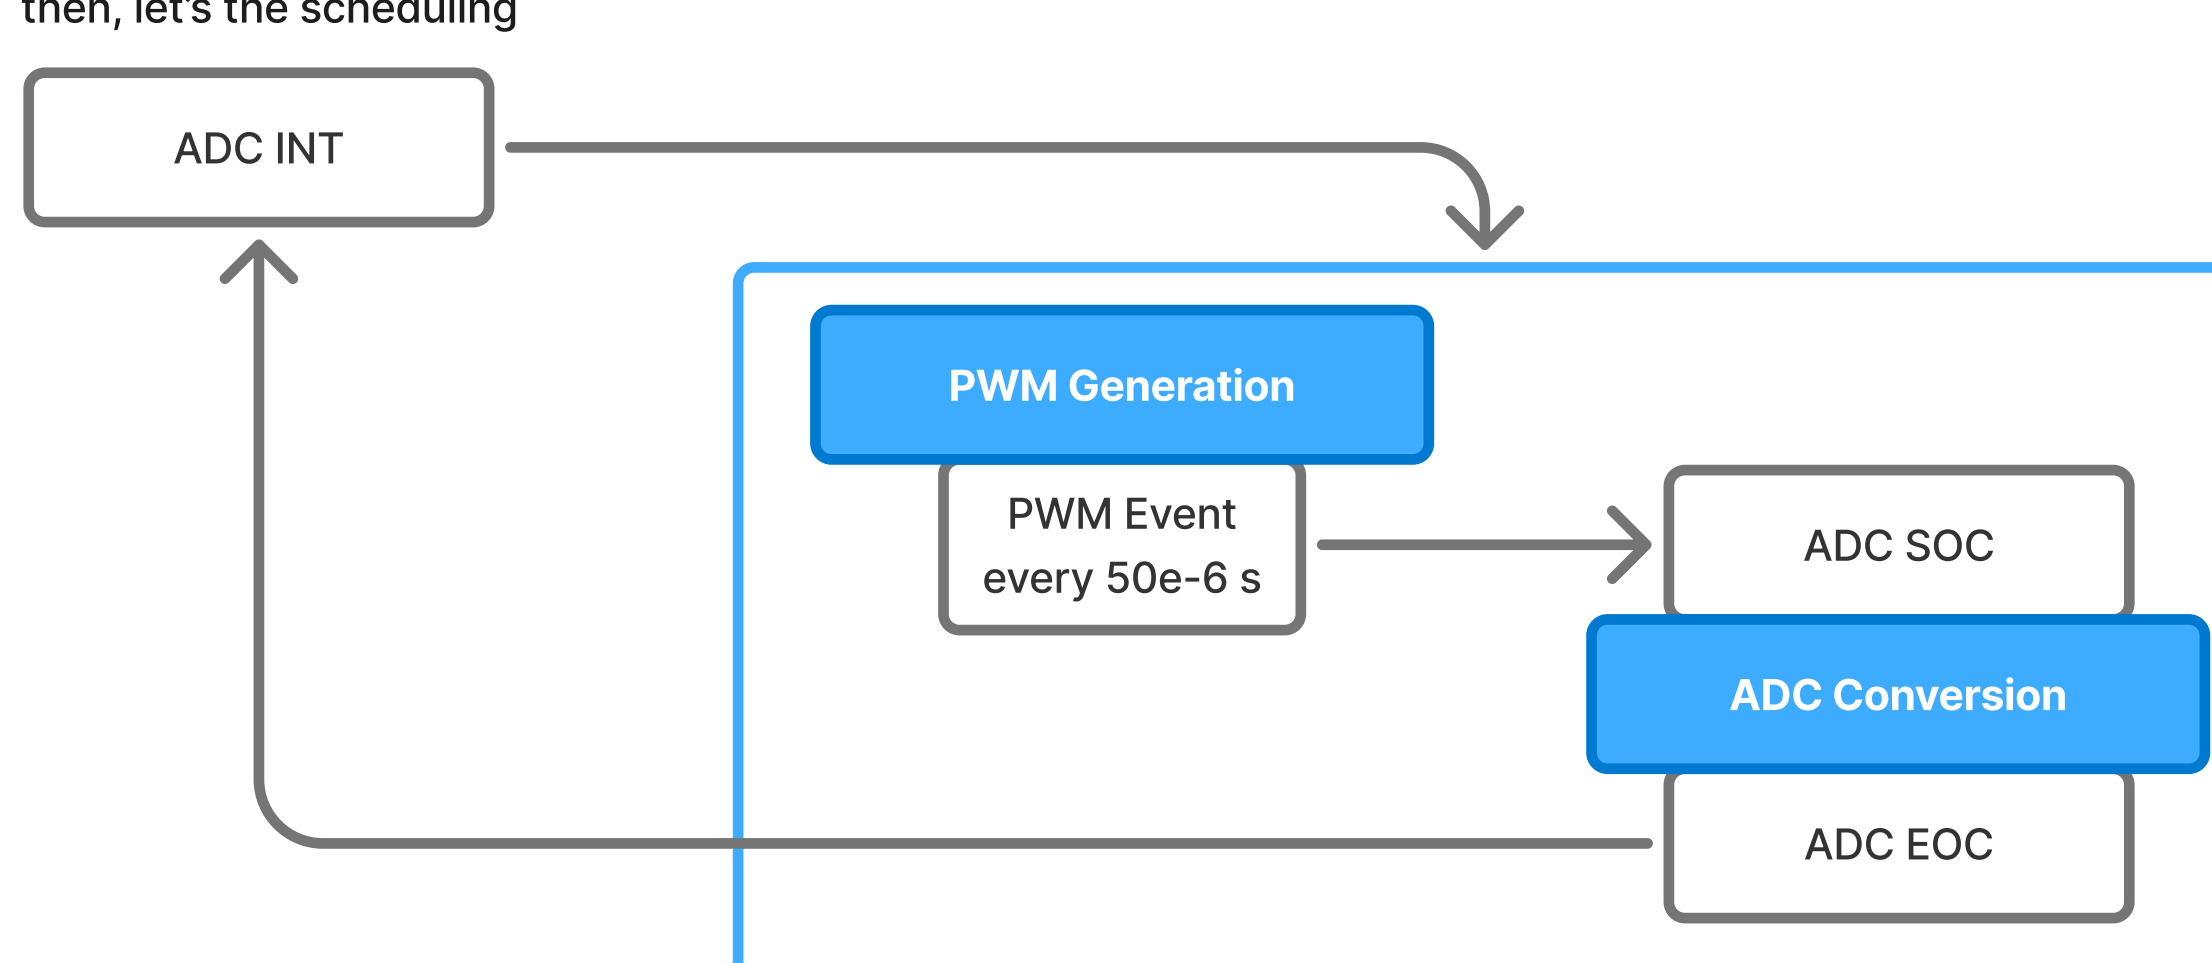 then, let's the scheduling
ADC INT
PWM Generation
PWM Event
every 50e-6 s
ADC SOC
ADC Conversion
ADC EOC